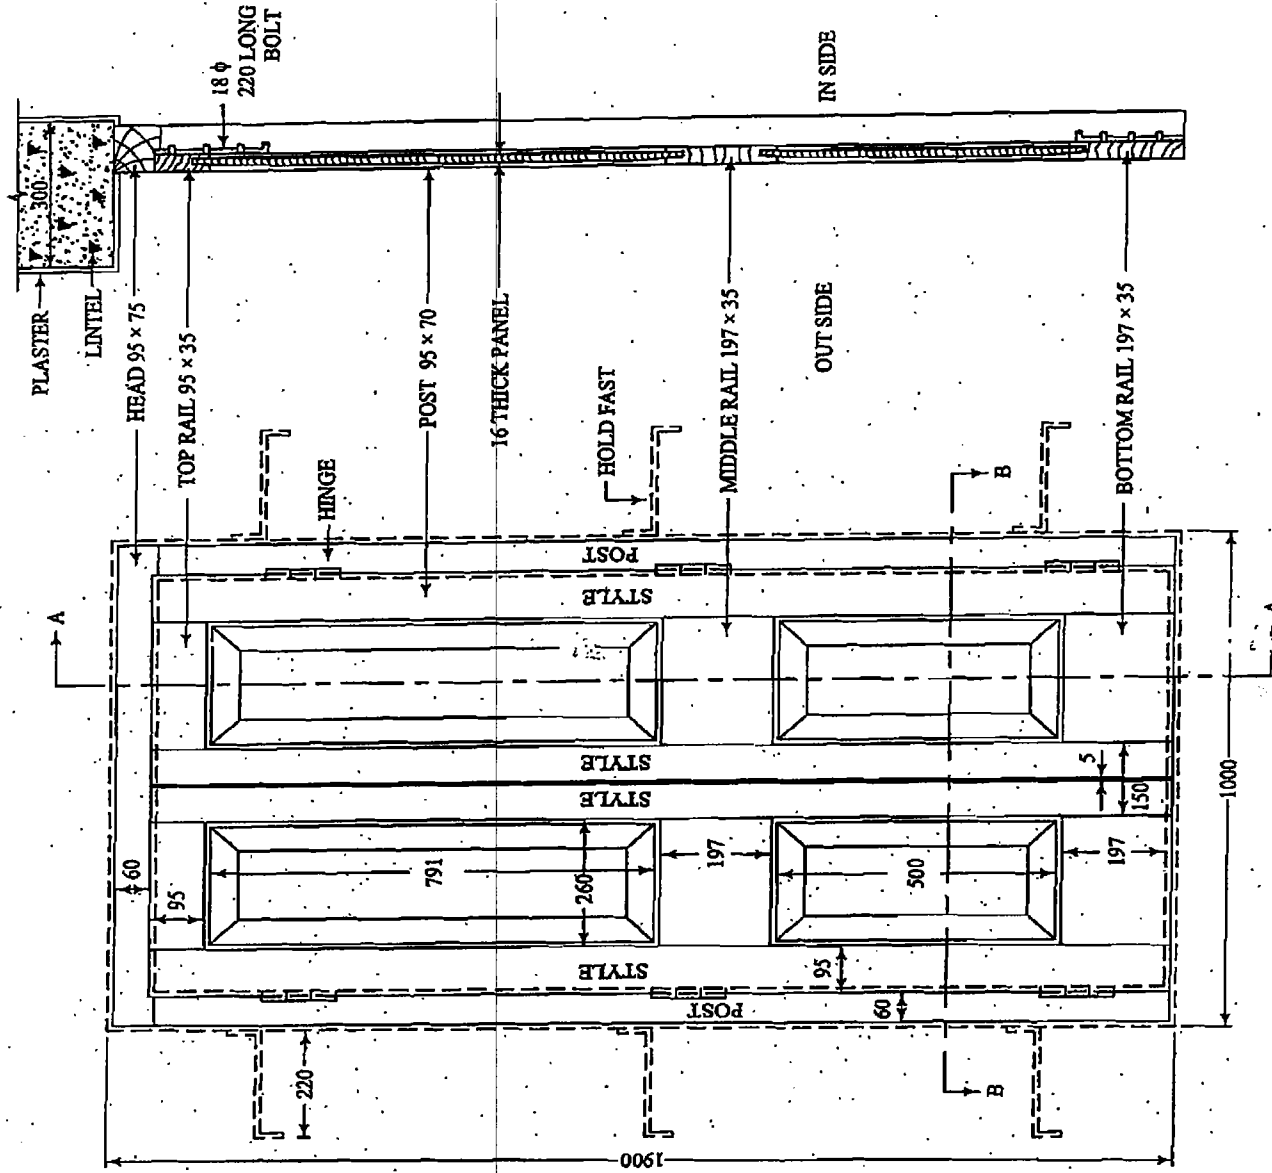 A
18 ϕ
220 LONG
BOLT
IN SIDE
300
PLASTER
LINTEL
HEAD 95 × 75
TOP RAIL 95 × 35
POST 95 × 70
16 THICK PANEL
OUT SIDE
MIDDLE RAIL 197 × 35
BOTTOM RAIL 197 × 35
HINGE
HOLD FAST
B
POST
STYLE
A
A
STYLE
STYLE
5
150
1000
60
95
791
260
197
500
197
STYLE
95
POST
60
220
B
1900